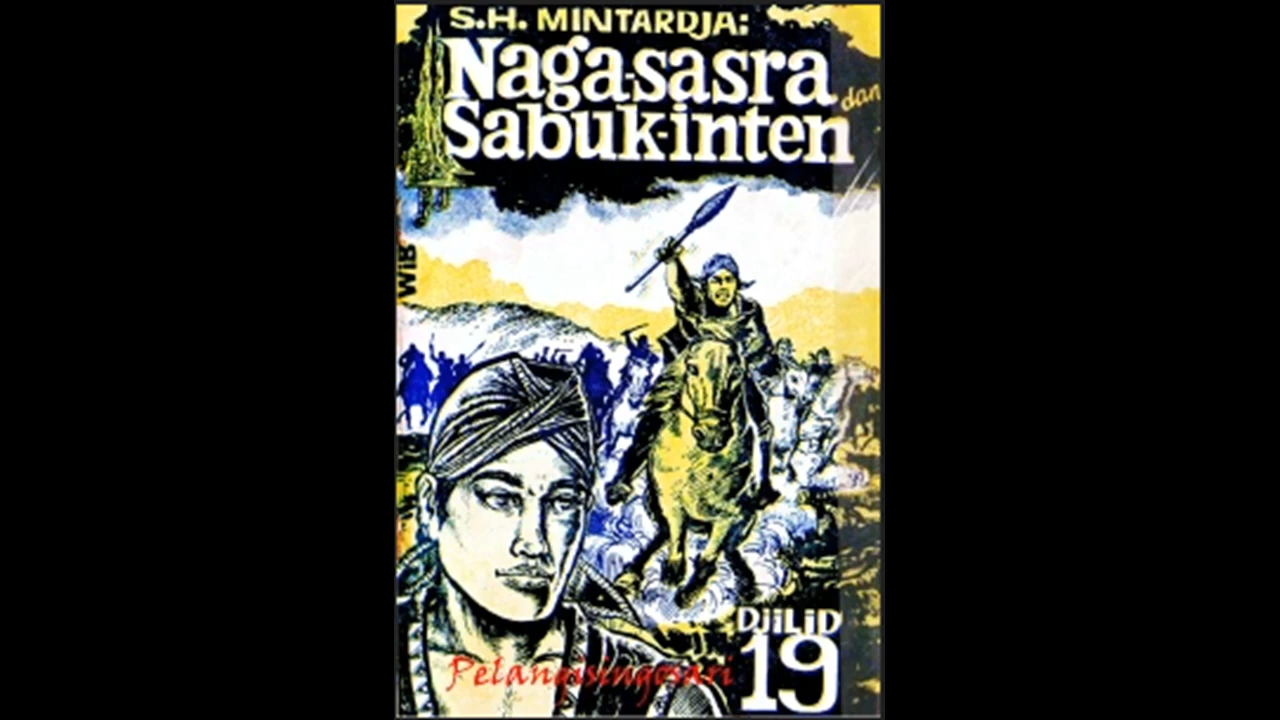 S.H. MINTARDJA:
Naga-sasra dan
Sabuk-inten
WiB
DjiLiD
19
Pelangisingosari